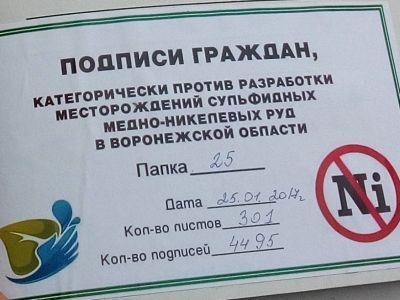 ПОДПИСИ ГРАЖДАН,
КАТЕГОРИЧЕСКИ ПРОТИВ РАЗРАБОТКИ
МЕСТОРОЖДЕНИЙ СУЛЬФИДНЫХ
МЕДНО-НИКЕЛЕВЫХ РУД
В ВОРОНЕЖСКОЙ ОБЛАСТИ
Папка 25
Дата 25.01.2017г
Кол-во листов 301
Кол-во подписей 4495
Ni